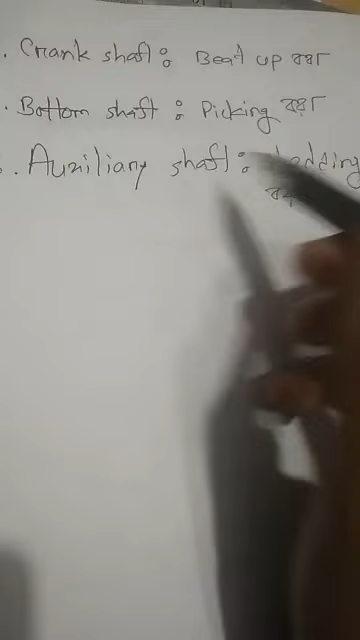 . Crank shaft : Beat up করা
. Bottom shaft : Picking করা
. Auxiliary shaft :